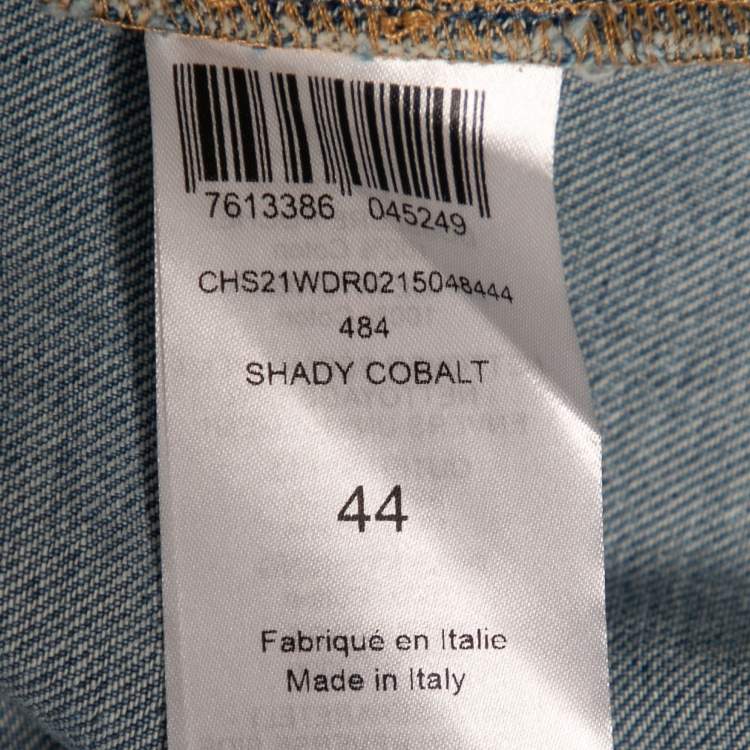 7613386 045249
CHS21WDR0215048444
484
SHADY COBALT
44
Fabriqué en Italie
Made in Italy